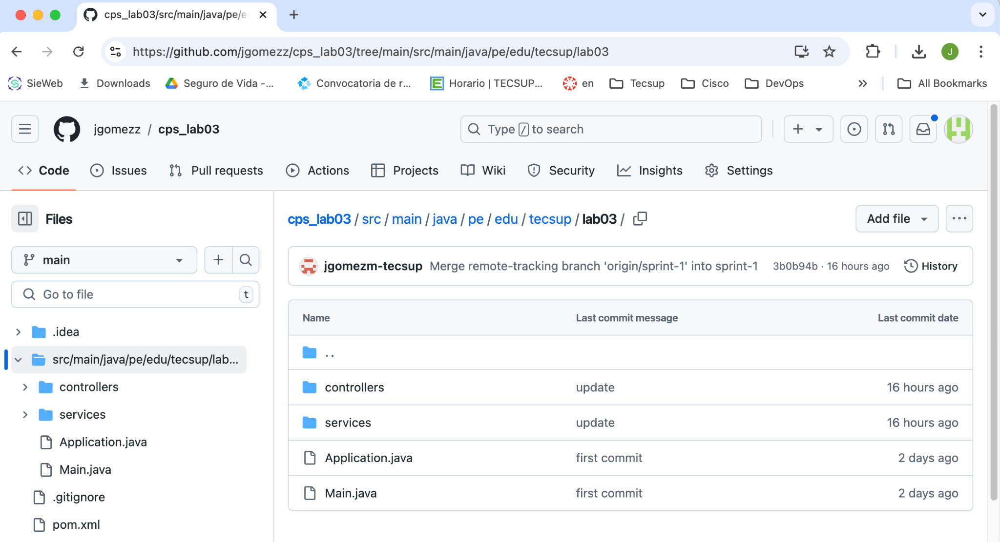 cps_lab03/src/main/java/pe/e
https://github.com/jgomezz/cps_lab03/tree/main/src/main/java/pe/edu/tecsup/lab03
J
SieWeb
Downloads
Seguro de Vida -...
Convocatoria de r...
Horario | TECSUP...
en
Tecsup
Cisco
DevOps
All Bookmarks
jgomezz / cps_lab03
Type / to search
Code
Issues
Pull requests
Actions
Projects
Wiki
Security
Insights
Settings
Files
main
Go to file
t
.idea
src/main/java/pe/edu/tecsup/lab...
controllers
services
Application.java
Main.java
.gitignore
pom.xml
cps_lab03 / src / main / java / pe / edu / tecsup / lab03 /
Add file
jgomezm-tecsup Merge remote-tracking branch 'origin/sprint-1' into sprint-1 3b0b94b · 16 hours ago History
Name Last commit message Last commit date
..
controllers update 16 hours ago
services update 16 hours ago
Application.java first commit 2 days ago
Main.java first commit 2 days ago